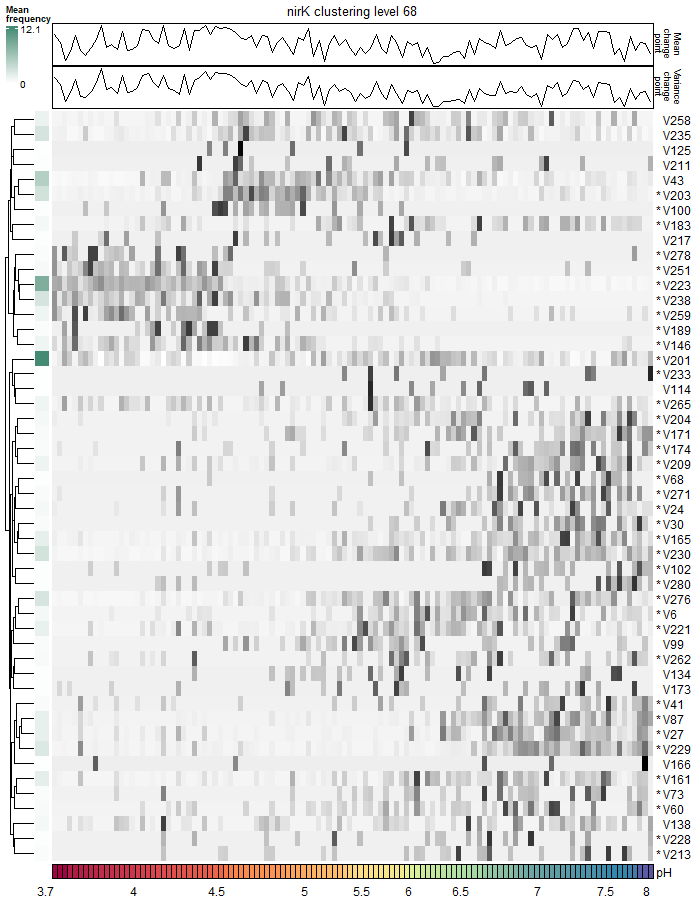 nirK clustering level 68
Mean
frequency
12.1
0
Mean
change
point
Variance
change
point
V258
V235
V125
V211
V43
* V203
* V100
* V183
V217
* V278
* V251
* V223
* V238
* V259
* V189
* V146
* V201
* V233
V114
* V265
* V204
* V171
* V174
* V209
* V68
* V271
* V24
* V30
* V165
* V230
* V102
* V280
* V276
* V6
* V221
V99
* V262
V134
V173
* V41
* V87
* V27
* V229
V166
* V161
* V73
* V60
V138
* V228
* V213
pH
3.7 4 4.5 5 5.5 6 6.5 7 7.5 8